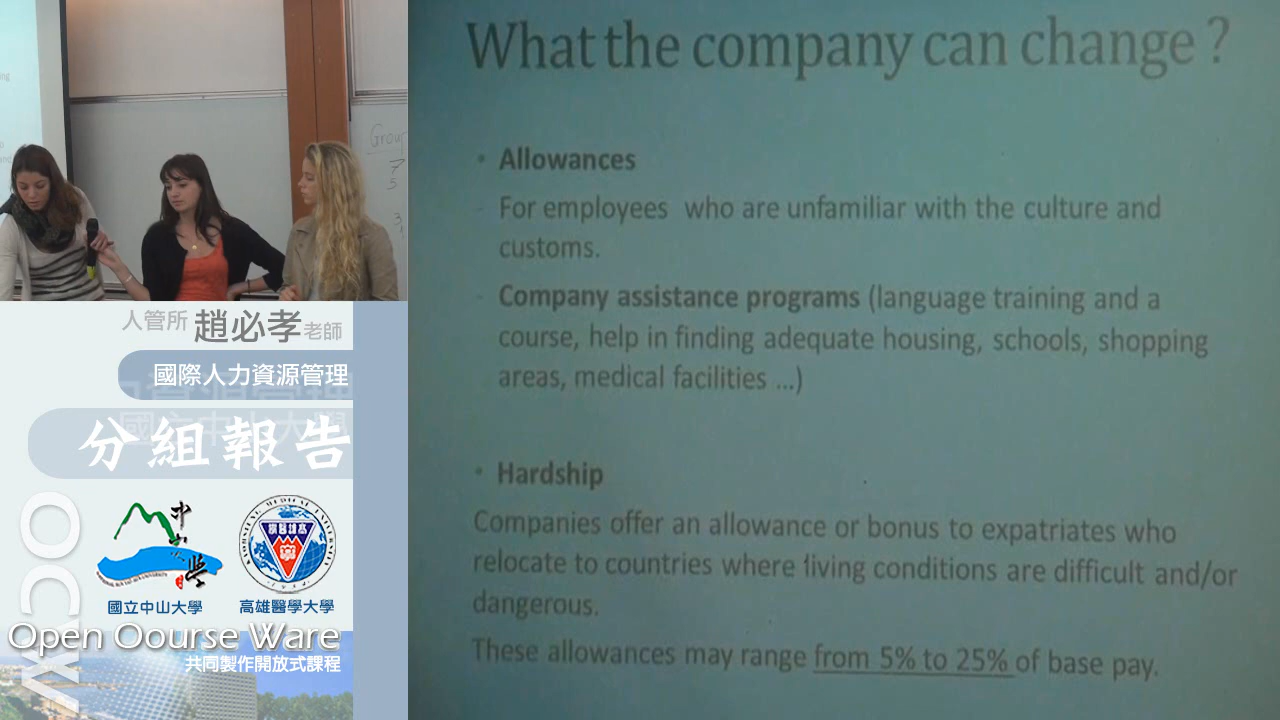 Group
7
5
3
人管所 趙必孝老師
國際人力資源管理
分組報告
OCW
國立中山大學
高雄醫學大學
Open Oourse Ware
共同製作開放式課程
What the company can change ?
• Allowances
- For employees who are unfamiliar with the culture and
customs.
- Company assistance programs (language training and a
course, help in finding adequate housing, schools, shopping
areas, medical facilities ...)
• Hardship
Companies offer an allowance or bonus to expatriates who
relocate to countries where living conditions are difficult and/or
dangerous.
These allowances may range from 5% to 25% of base pay.